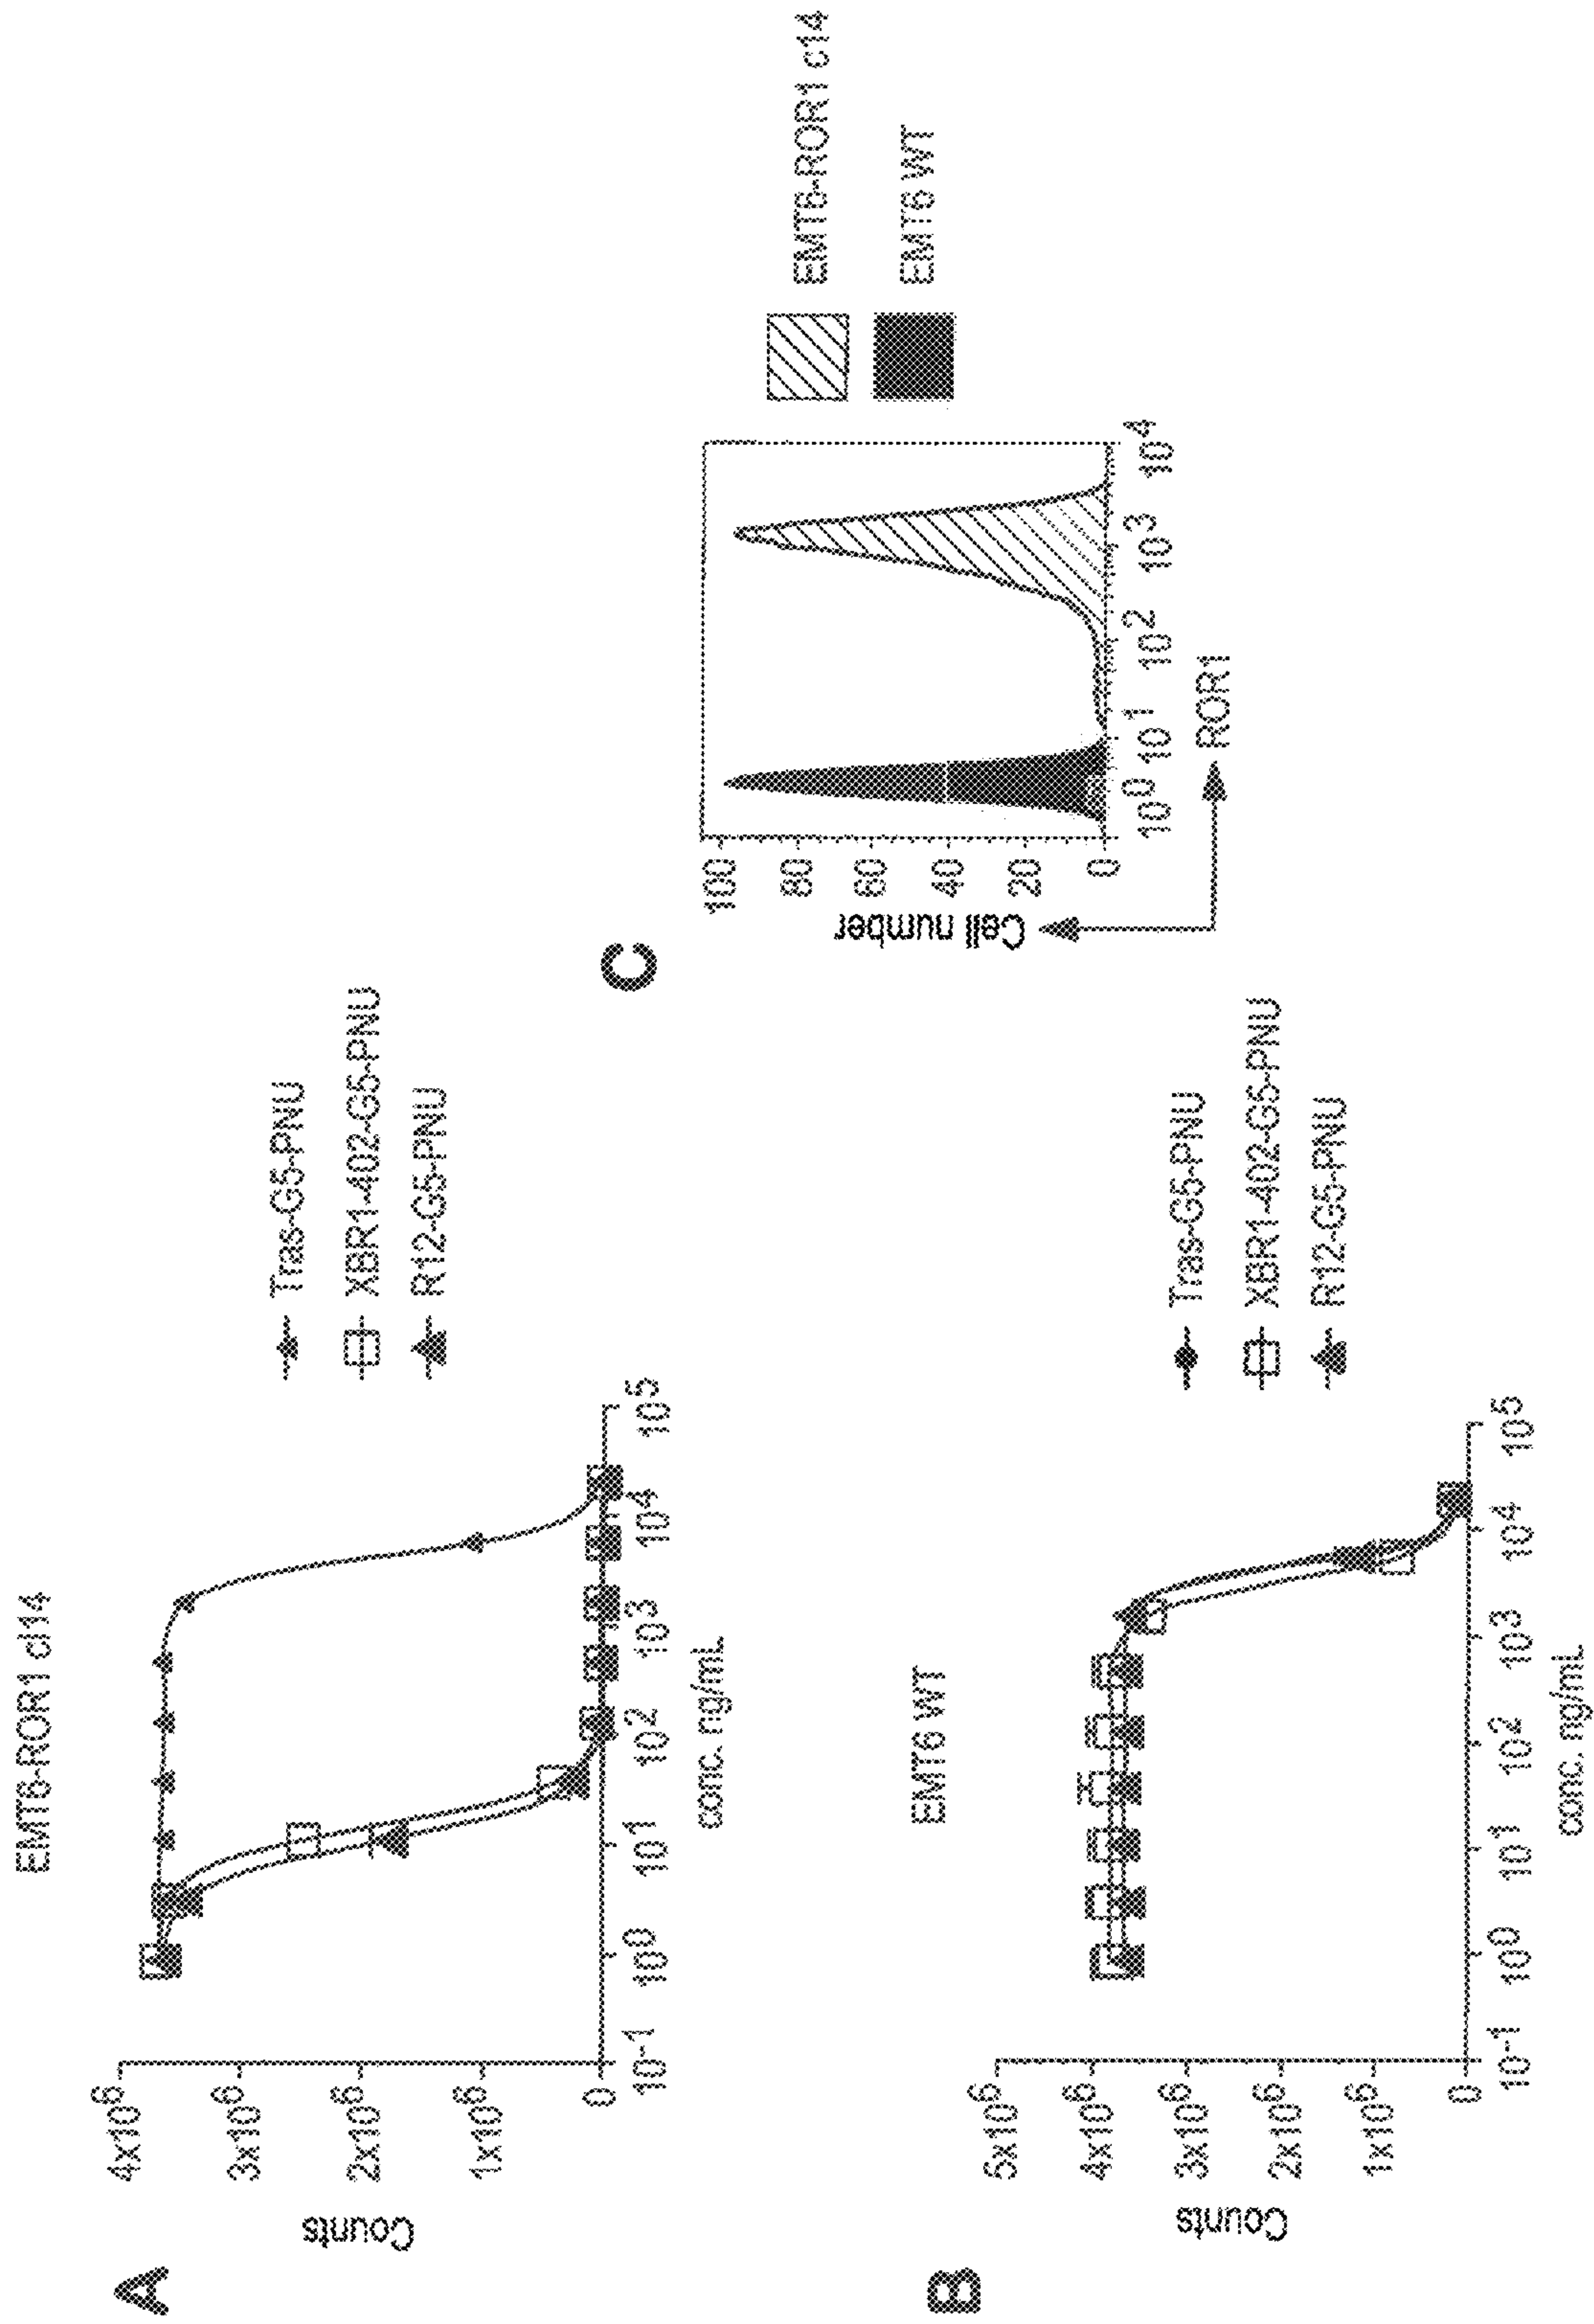 A
EMT6-ROR1 cl14
Counts
4x10⁶
3x10⁶
2x10⁶
1x10⁶
0
10⁻¹ 10⁰ 10¹ 10² 10³ 10⁴ 10⁵
conc. ng/mL
Tras-G5-PNU
XBR1-402-G5-PNU
R12-G5-PNU
B
EMT6 WT
Counts
5x10⁶
4x10⁶
3x10⁶
2x10⁶
1x10⁶
0
10⁻¹ 10⁰ 10¹ 10² 10³ 10⁴ 10⁵
conc. ng/mL
Tras-G5-PNU
XBR1-402-G5-PNU
R12-G5-PNU
C
Cell number
100
80
60
40
20
0
10⁰ 10¹ 10² 10³ 10⁴
ROR1
EMT6-ROR1 c14
EMT6 WT